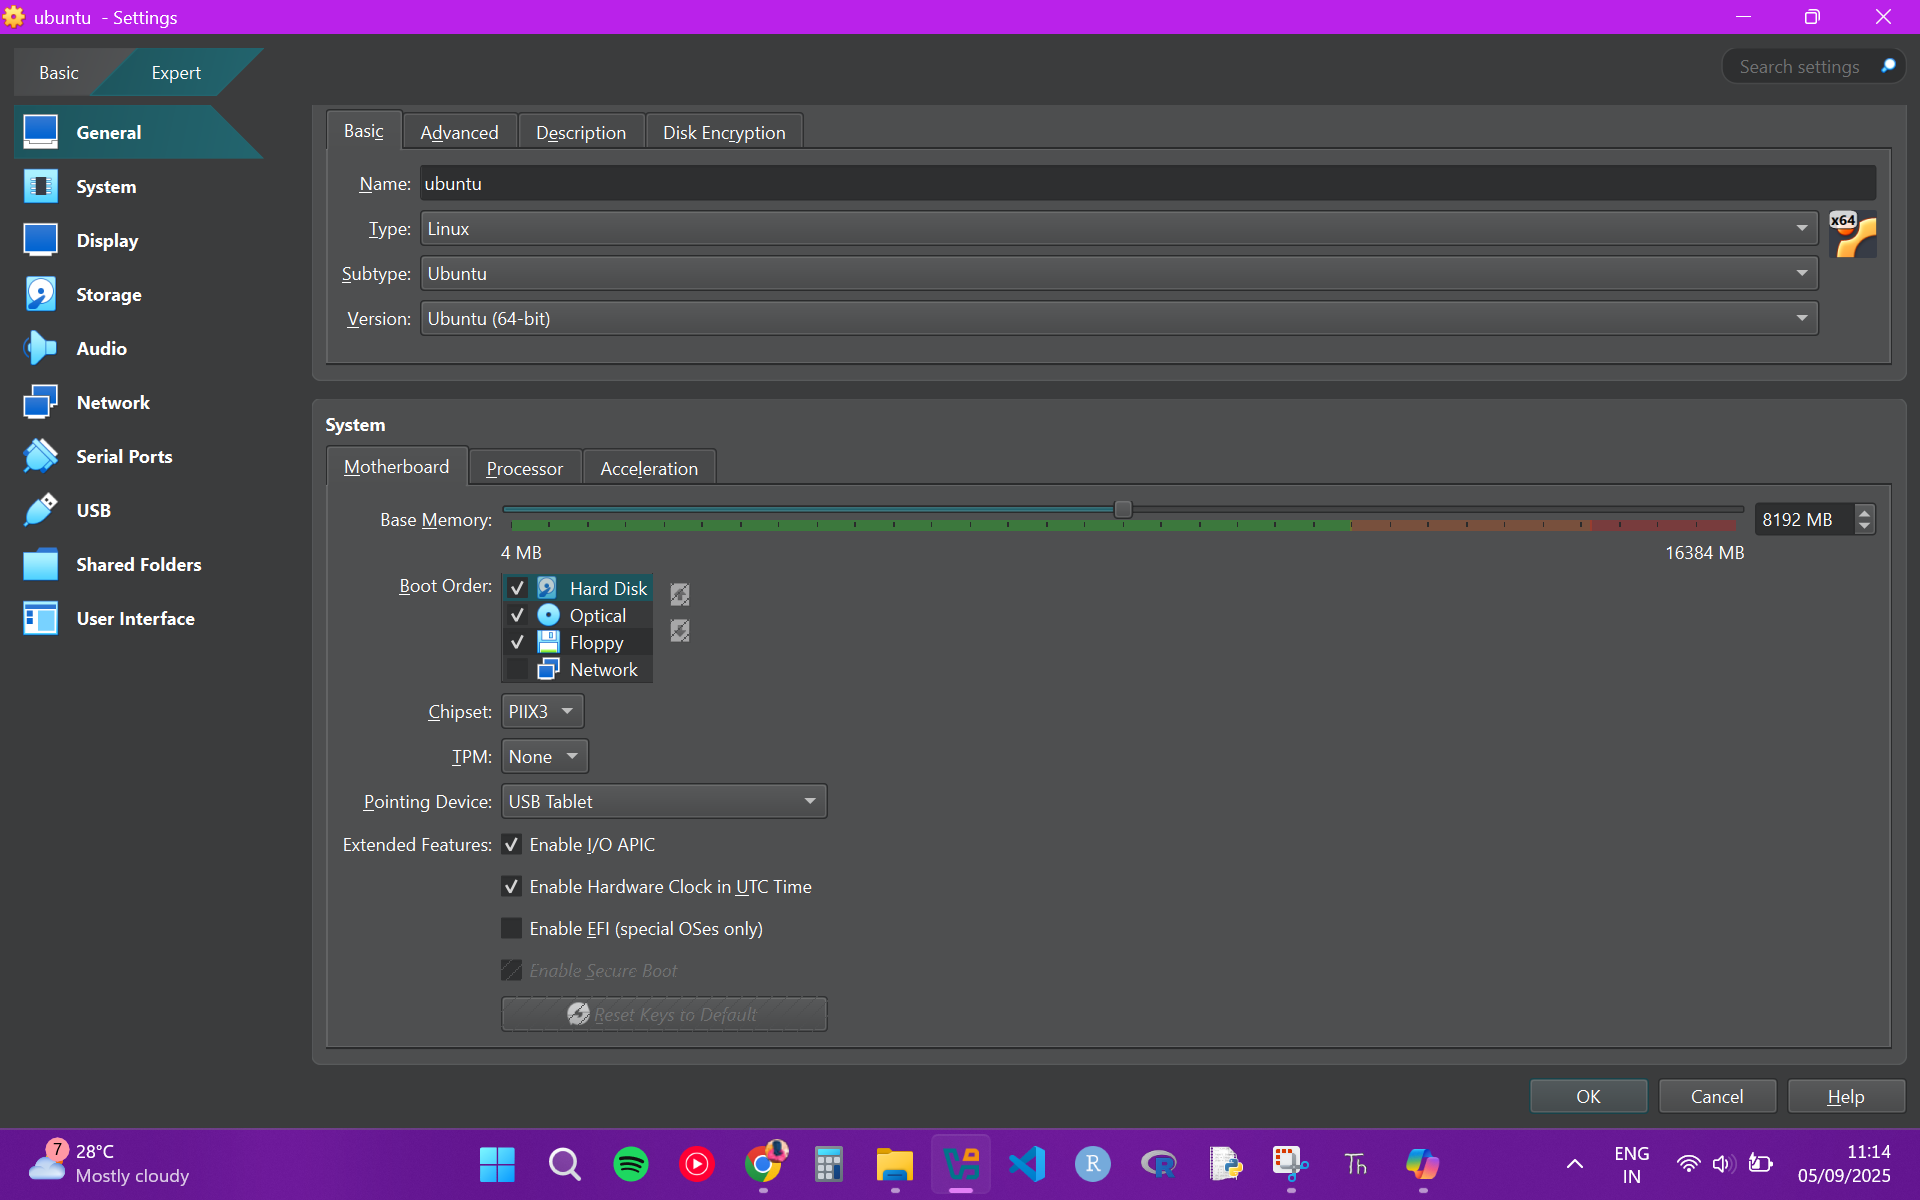 ubuntu - Settings
Basic
Expert
Search settings
General
System
Display
Storage
Audio
Network
Serial Ports
USB
Shared Folders
User Interface
Basic
Advanced
Description
Disk Encryption
Name: ubuntu
Type: Linux
x64
Subtype: Ubuntu
Version: Ubuntu (64-bit)
System
Motherboard
Processor
Acceleration
Base Memory:
8192 MB
4 MB
16384 MB
Boot Order:
Hard Disk
Optical
Floppy
Network
Chipset: PIIX3
TPM: None
Pointing Device: USB Tablet
Extended Features: Enable I/O APIC
Enable Hardware Clock in UTC Time
Enable EFI (special OSes only)
Enable Secure Boot
Reset Keys to Default
OK
Cancel
Help
7
28°C
Mostly cloudy
R
R
Th
ENG
IN
11:14
05/09/2025